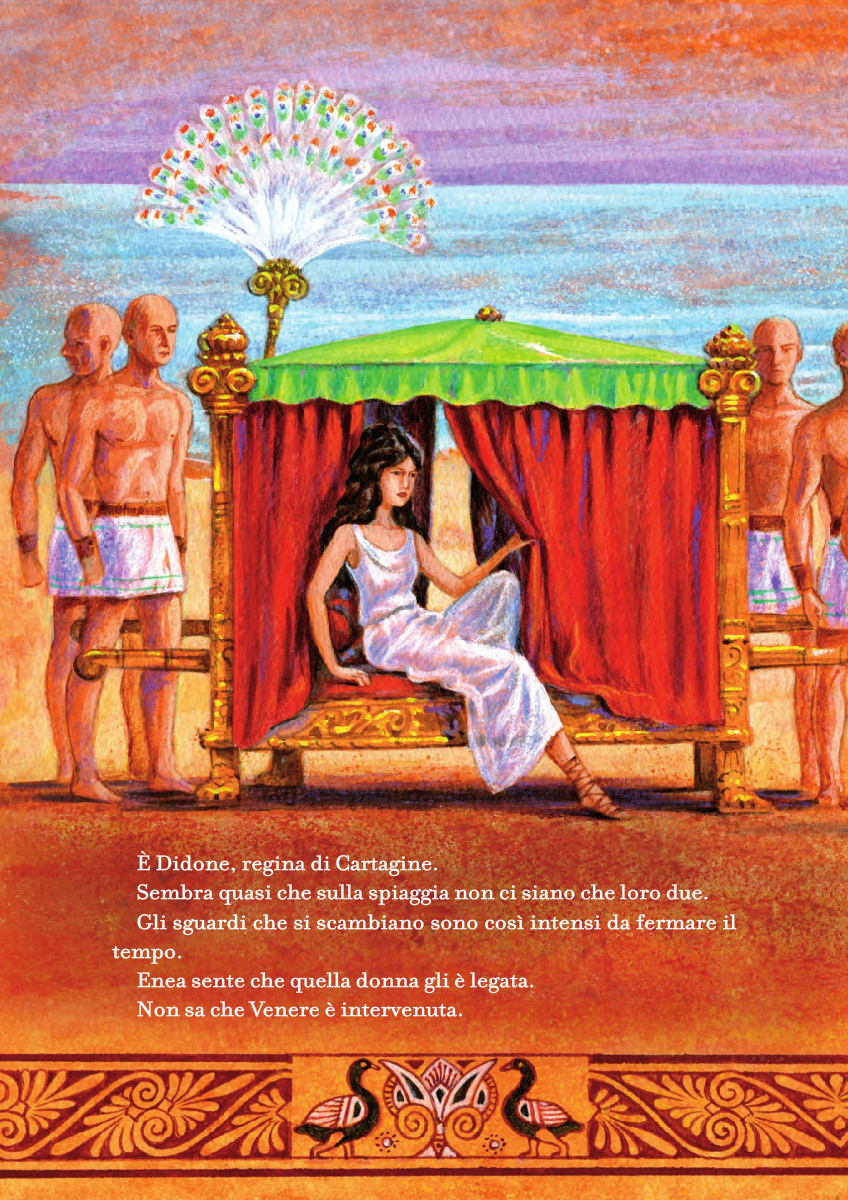 È Didone, regina di Cartagine.
Sembra quasi che sulla spiaggia non ci siano che loro due.
Gli sguardi che si scambiano sono così intensi da fermare il
tempo.
Enea sente che quella donna gli è legata.
Non sa che Venere è intervenuta.